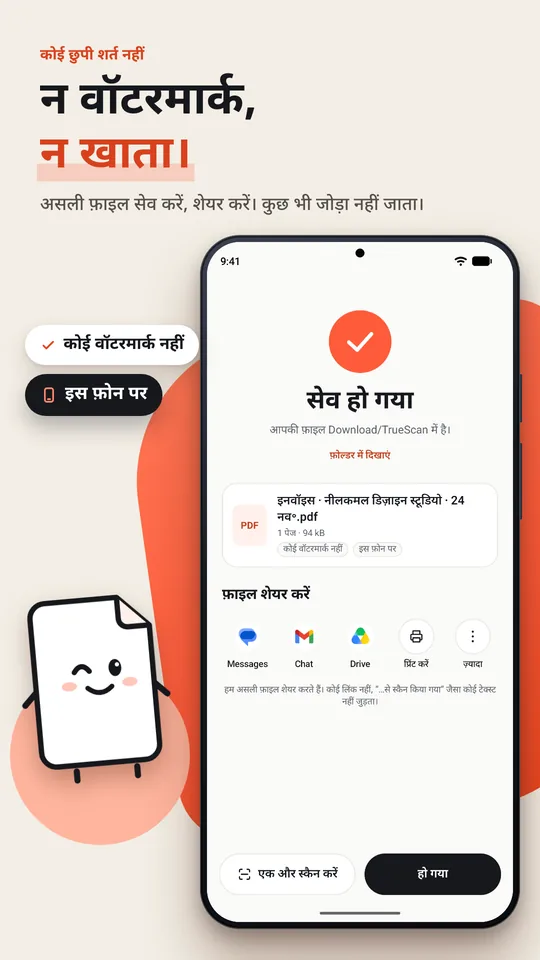 कोई छुपी शर्त नहीं
न वॉटरमार्क,
न खाता।
असली फ़ाइल सेव करें, शेयर करें। कुछ भी जोड़ा नहीं जाता।
9:41
कोई वॉटरमार्क नहीं
इस फ़ोन पर
सेव हो गया
आपकी फ़ाइल Download/TrueScan में है।
फ़ोल्डर में दिखाएं
PDF
इनवॉइस · नीलकमल डिज़ाइन स्टूडियो · 24
नव॰.pdf
1 पेज · 94 kB
कोई वॉटरमार्क नहीं
इस फ़ोन पर
फ़ाइल शेयर करें
Messages
Chat
Drive
प्रिंट करें
ज़्यादा
हम असली फ़ाइल शेयर करते हैं। कोई लिंक नहीं, "...से स्कैन किया गया" जैसा कोई टेक्स्ट
नहीं जुड़ता।
एक और स्कैन करें
हो गया